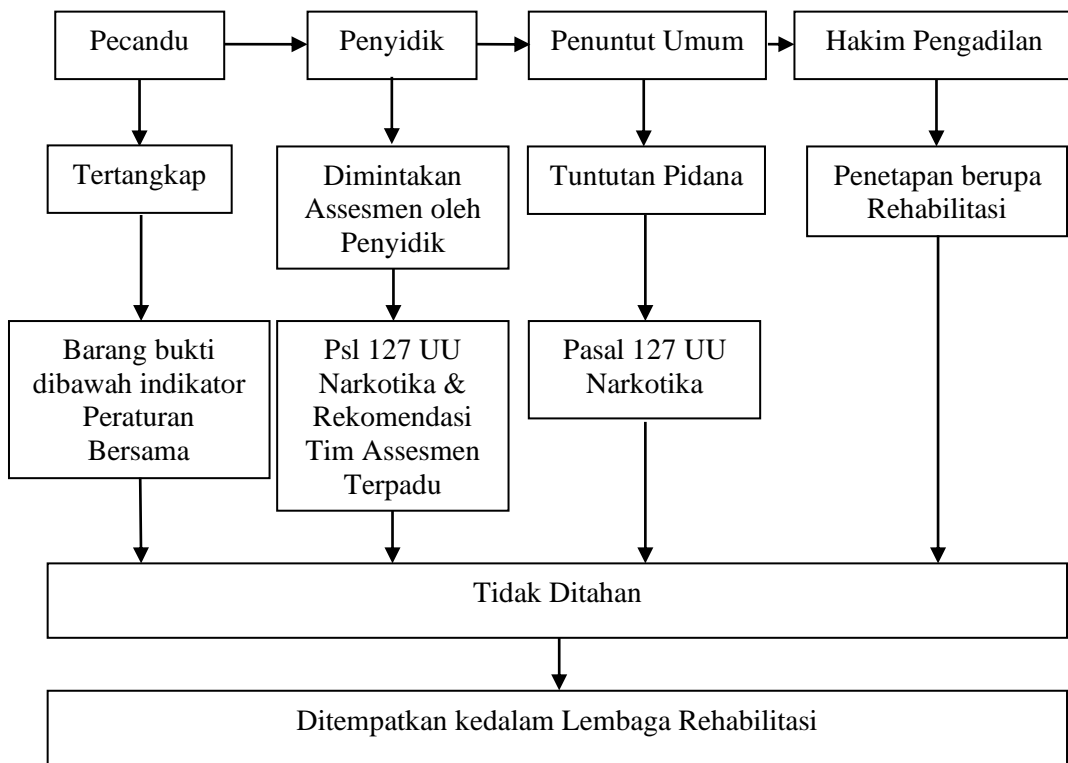 Pecandu
Penyidik
Penuntut Umum
Hakim Pengadilan
Tertangkap
Dimintakan
Assesmen oleh
Penyidik
Tuntutan Pidana
Penetapan berupa
Rehabilitasi
Barang bukti
dibawah indikator
Peraturan
Bersama
Psl 127 UU
Narkotika &
Rekomendasi
Tim Assesmen
Terpadu
Pasal 127 UU
Narkotika
Tidak Ditahan
Ditempatkan kedalam Lembaga Rehabilitasi